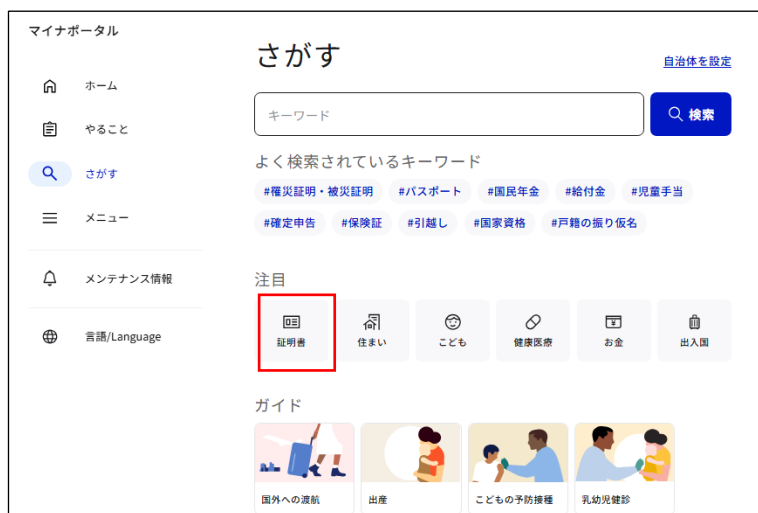 マイナポータル
ホーム
やること
さがす
メニュー
メンテナンス情報
言語/Language
さがす
自治体を設定
キーワード
検索
よく検索されているキーワード
#罹災証明・被災証明 #パスポート #国民年金 #給付金 #児童手当
#確定申告 #保険証 #引越し #国家資格 #戸籍の振り仮名
注目
証明書 住まい こども 健康医療 お金 出入国
ガイド
国外への渡航 出産 こどもの予防接種 乳幼児健診